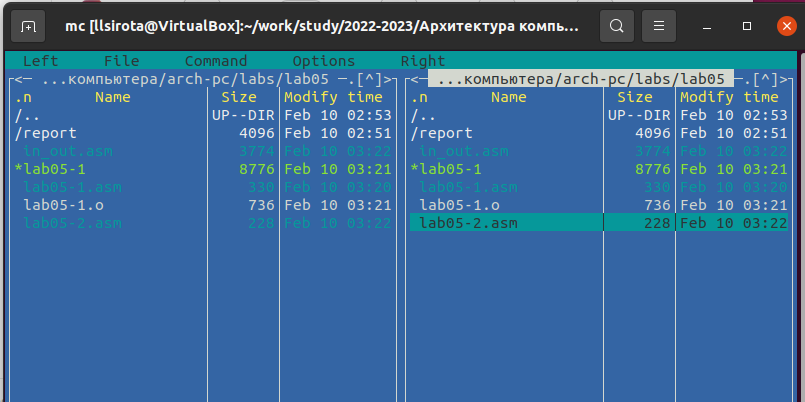 mc [llsirota@VirtualBox]:~/work/study/2022-2023/Архитектура компь...
Left File Command Options Right
<─ ...компьютера/arch-pc/labs/lab05 ─.[^]> <─ ...компьютера/arch-pc/labs/lab05 ─.[^]>
.n Name Size Modify time .n Name Size Modify time
/.. UP--DIR Feb 10 02:53 /.. UP--DIR Feb 10 02:53
/report 4096 Feb 10 02:51 /report 4096 Feb 10 02:51
in_out.asm 3774 Feb 10 03:22 in_out.asm 3774 Feb 10 03:22
*lab05-1 8776 Feb 10 03:21 *lab05-1 8776 Feb 10 03:21
lab05-1.asm 330 Feb 10 03:20 lab05-1.asm 330 Feb 10 03:20
lab05-1.o 736 Feb 10 03:21 lab05-1.o 736 Feb 10 03:21
lab05-2.asm 228 Feb 10 03:22 lab05-2.asm 228 Feb 10 03:22